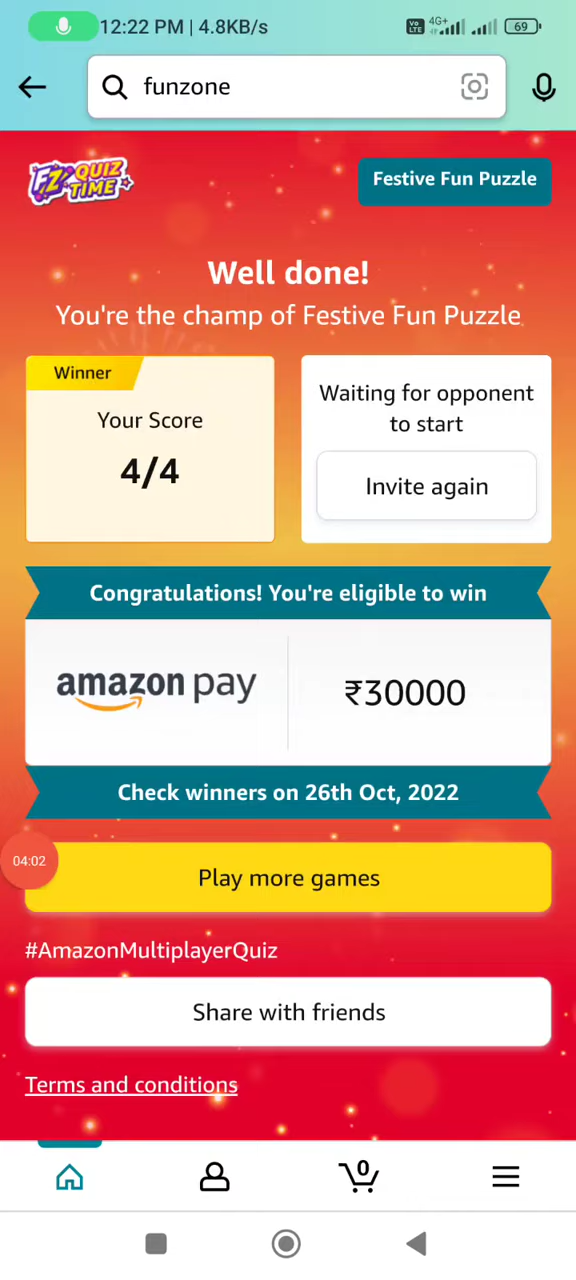 12:22 PM | 4.8KB/s
Vo LTE 4G+ 69
funzone
FZ QUIZ TIME
Festive Fun Puzzle
Well done!
You're the champ of Festive Fun Puzzle
Winner
Your Score
4/4
Waiting for opponent
to start
Invite again
Congratulations! You're eligible to win
amazon pay
₹30000
Check winners on 26th Oct, 2022
04:02
Play more games
#AmazonMultiplayerQuiz
Share with friends
Terms and conditions
0